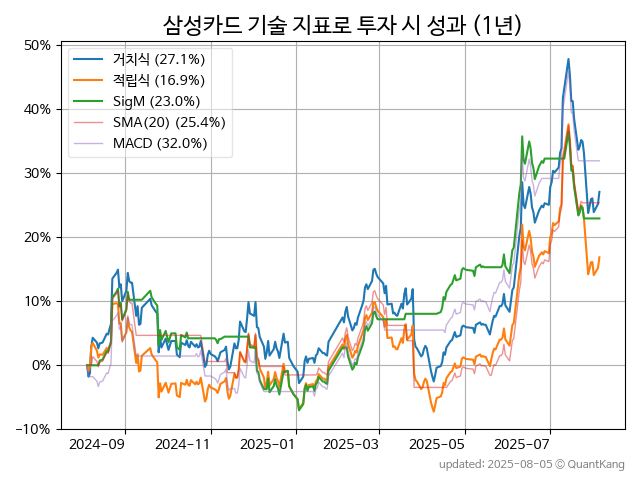 삼성카드 기술 지표로 투자 시 성과 (1년)
50%
40%
30%
20%
10%
0%
−10%
거치식 (27.1%)
적립식 (16.9%)
SigM (23.0%)
SMA(20) (25.4%)
MACD (32.0%)
2024-09 2024-11 2025-01 2025-03 2025-05 2025-07
updated: 2025-08-05 ⓒ QuantKang